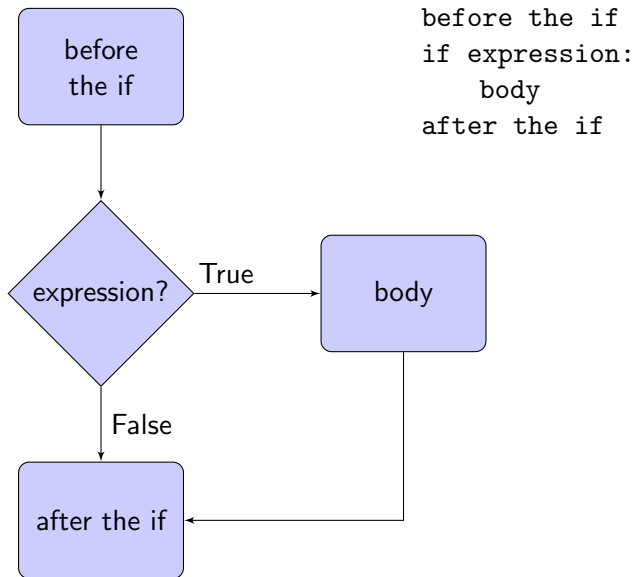 before
the if
before the if
if expression:
    body
after the if
expression?
True
body
False
after the if